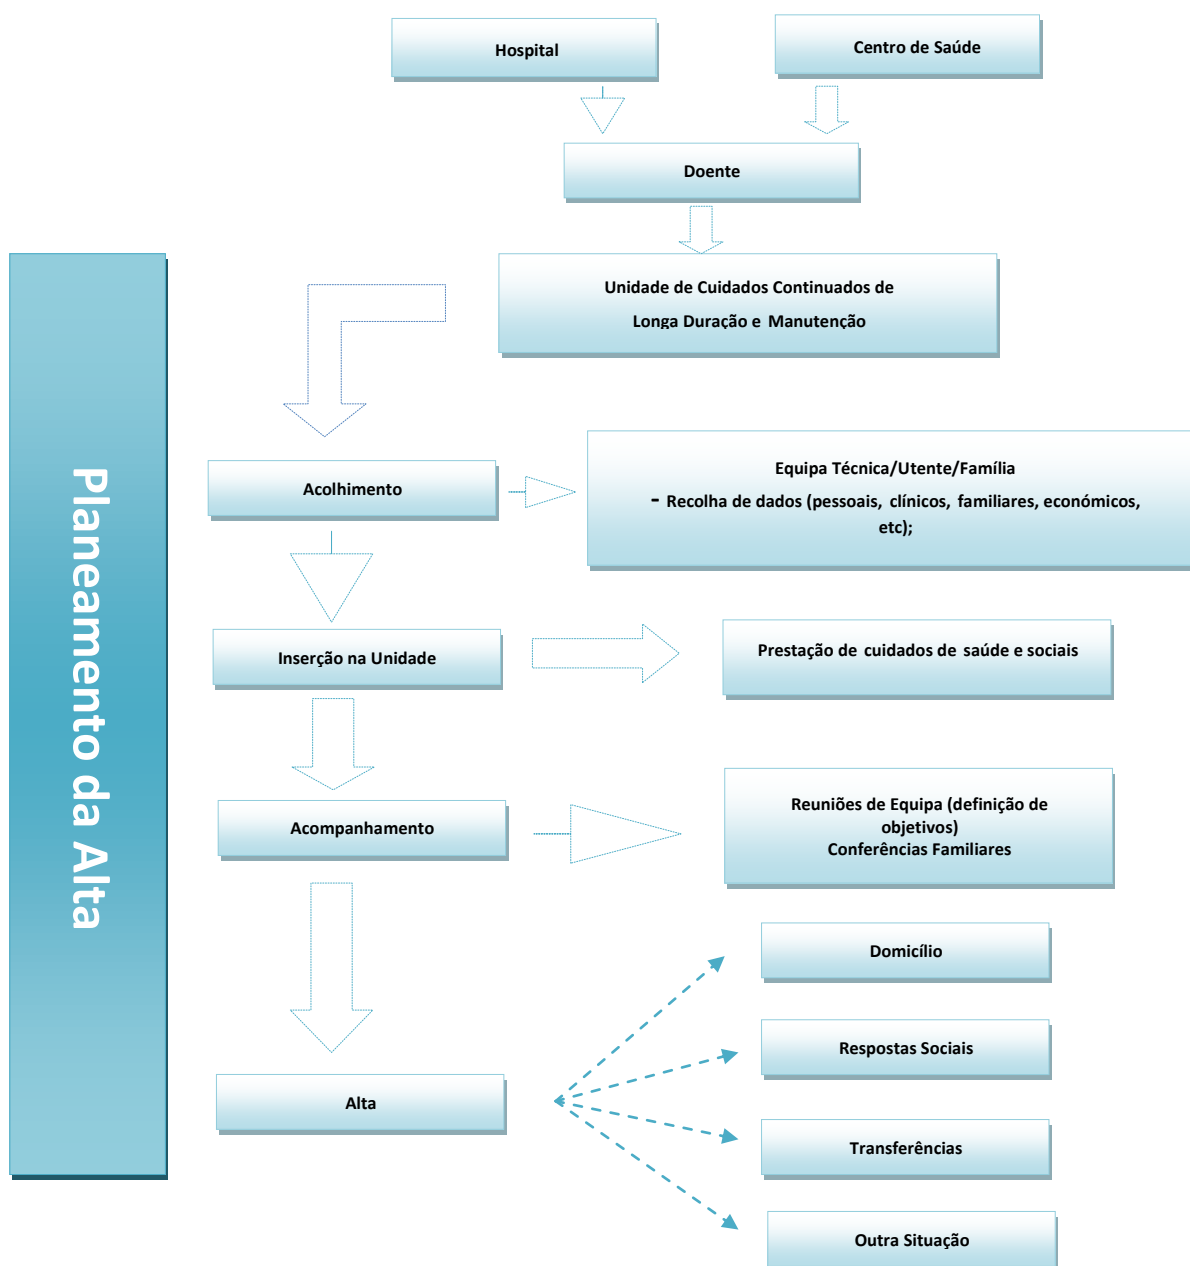 Hospital
Centro de Saúde
Doente
Unidade de Cuidados Continuados de
Longa Duração e Manutenção
Planeamento da Alta
Acolhimento
Equipa Técnica/Utente/Família
- Recolha de dados (pessoais, clínicos, familiares, económicos,
etc);
Inserção na Unidade
Prestação de cuidados de saúde e sociais
Acompanhamento
Reuniões de Equipa (definição de
objetivos)
Conferências Familiares
Domicílio
Respostas Sociais
Alta
Transferências
Outra Situação